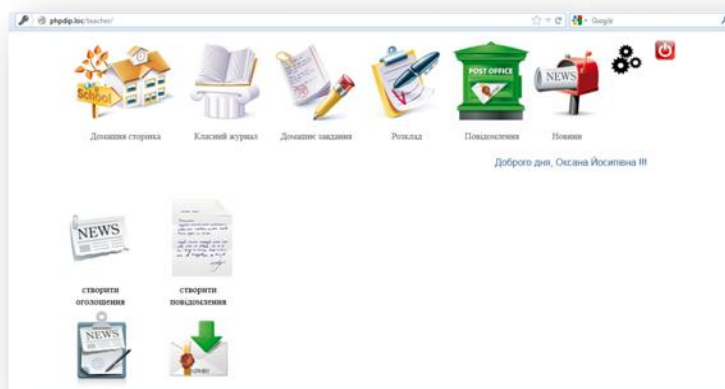 phpdip.loc/teacher/
Google
School
POST OFFICE
NEWS
Домашня сторінка
Класний журнал
Домашнє завдання
Розклад
Повідомлення
Новини
Доброго дня, Оксана Йосипівна !!!
NEWS
створити
оголошення
створити
повідомлення
NEWS